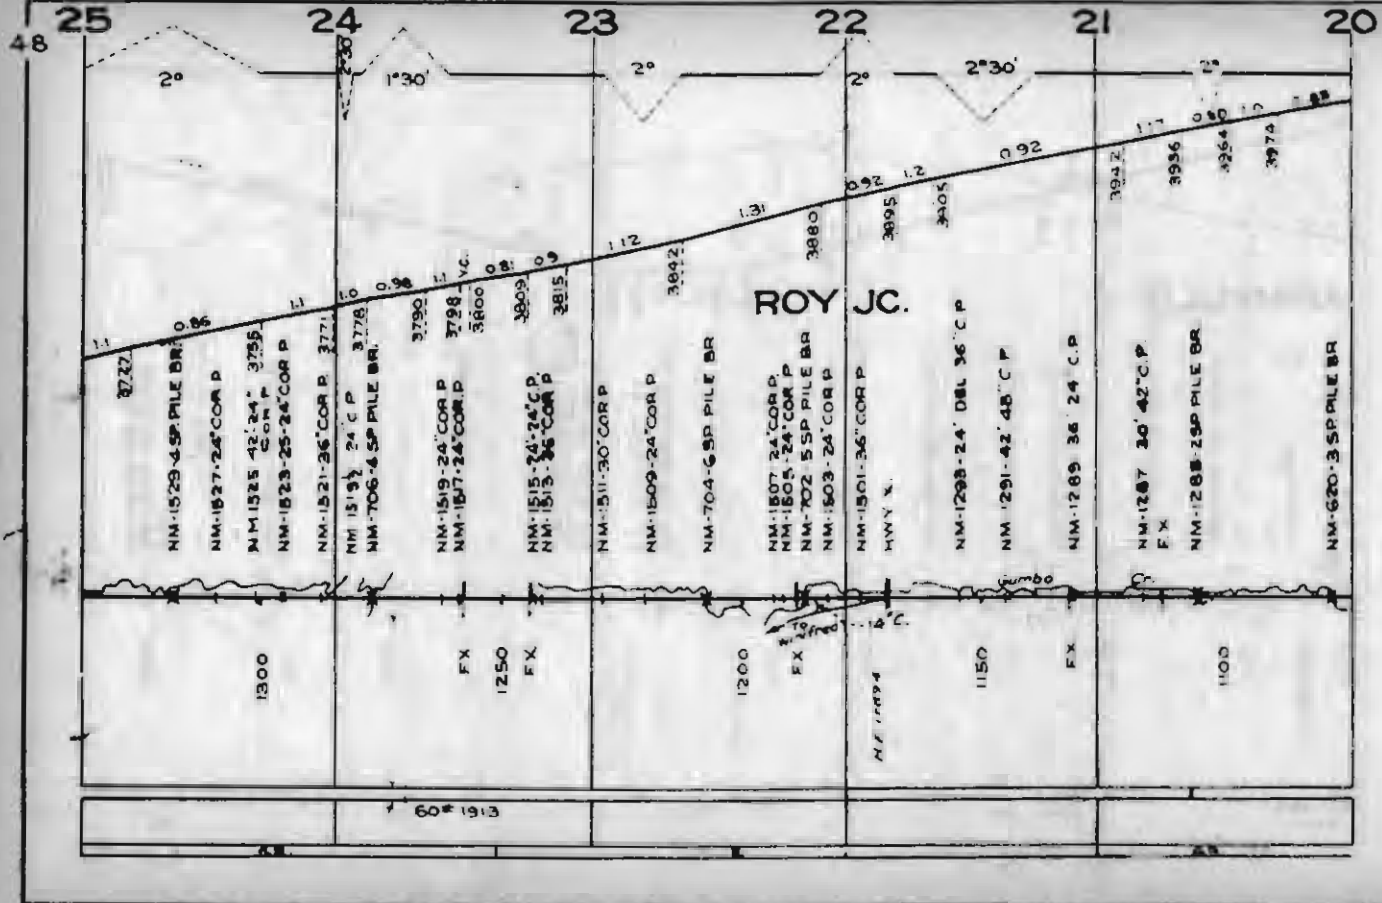 25 24 23 22 21 20
48
2° 2°30' 1°30' 2° 2° 2°30' 2°
1.1 0.86 1.1 1.0 0.98 1.1 V.C. 0.8 0.9 1.12 1.31 0.92 1.2 0.92 1.17 0.80 1.0 .88
3727 3755 3771 3778 3790 3798 3800 3809 3815 3842 3880 3895 3905 3942 3956 3964 3974
ROY JC.
NM-1529-4SP.PILE BR.
NM-1527-24"COR P
NM 1525 42' 24" COR P
NM-1523-25-24"COR P
NM-1521-36"COR P
NM 1519½ 24" C P
NM-706-4 SP PILE BR.
NM-1519-24"COR P
NM-1517-24"COR.P
NM-1515-24'-24"C.P.
NM-1513-36"COR P
NM-1511-30"COR P
NM-1509-24"COR P
NM-704-6SP PILE BR
NM-1507 24"COR P.
NM-1505-24"COR P
NM-702-5 SP PILE BR
NM-1503-24"COR P
NM-1501-36"COR P
HWY X.
NM-1293-24' DBL 36" C P
NM 1291-42' 48" C P
NM-1289 36' 24" C.P
NM-1287 30' 42"C.P.
F X
NM-1285-2SP PILE BR
NM-620-3 SP PILE BR
Gumbo Cr.
To Winifred 14°C.
1300 FX 1250 FX 1200 FX 1150 FX 1100
60# 1913